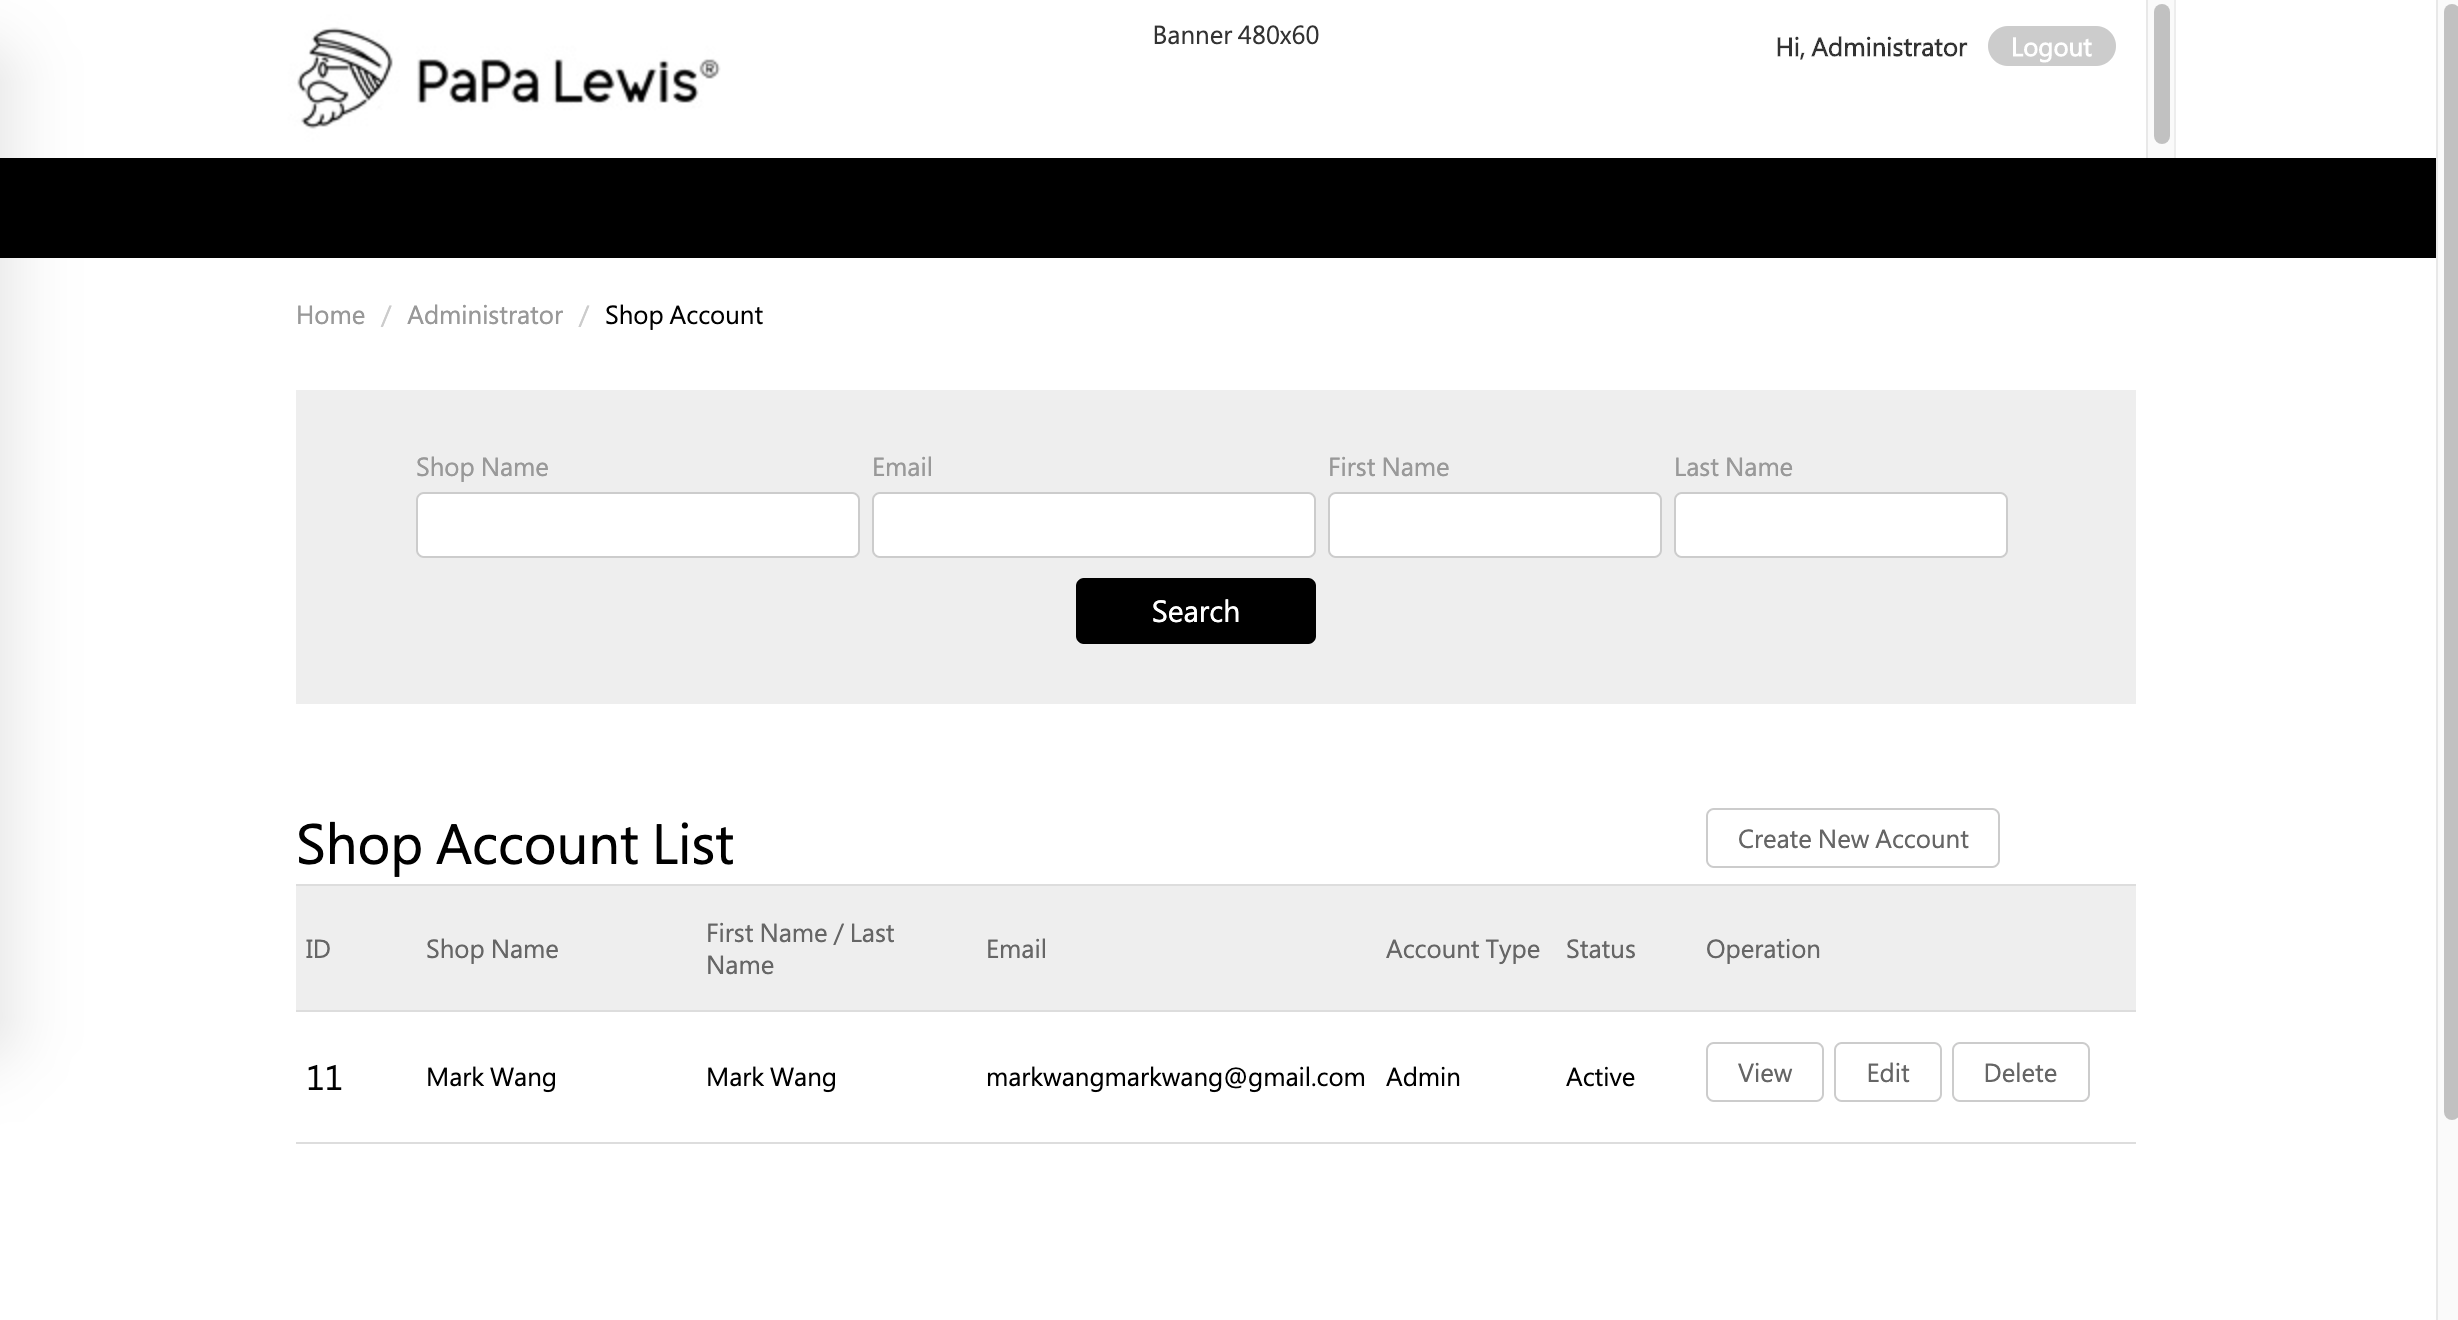 PaPa Lewis®
Banner 480x60
Hi, Administrator Logout
Home / Administrator / Shop Account
Shop Name Email First Name Last Name
Search
Shop Account List
Create New Account
ID Shop Name First Name / Last Name Email Account Type Status Operation
11 Mark Wang Mark Wang markwangmarkwang@gmail.com Admin Active View Edit Delete